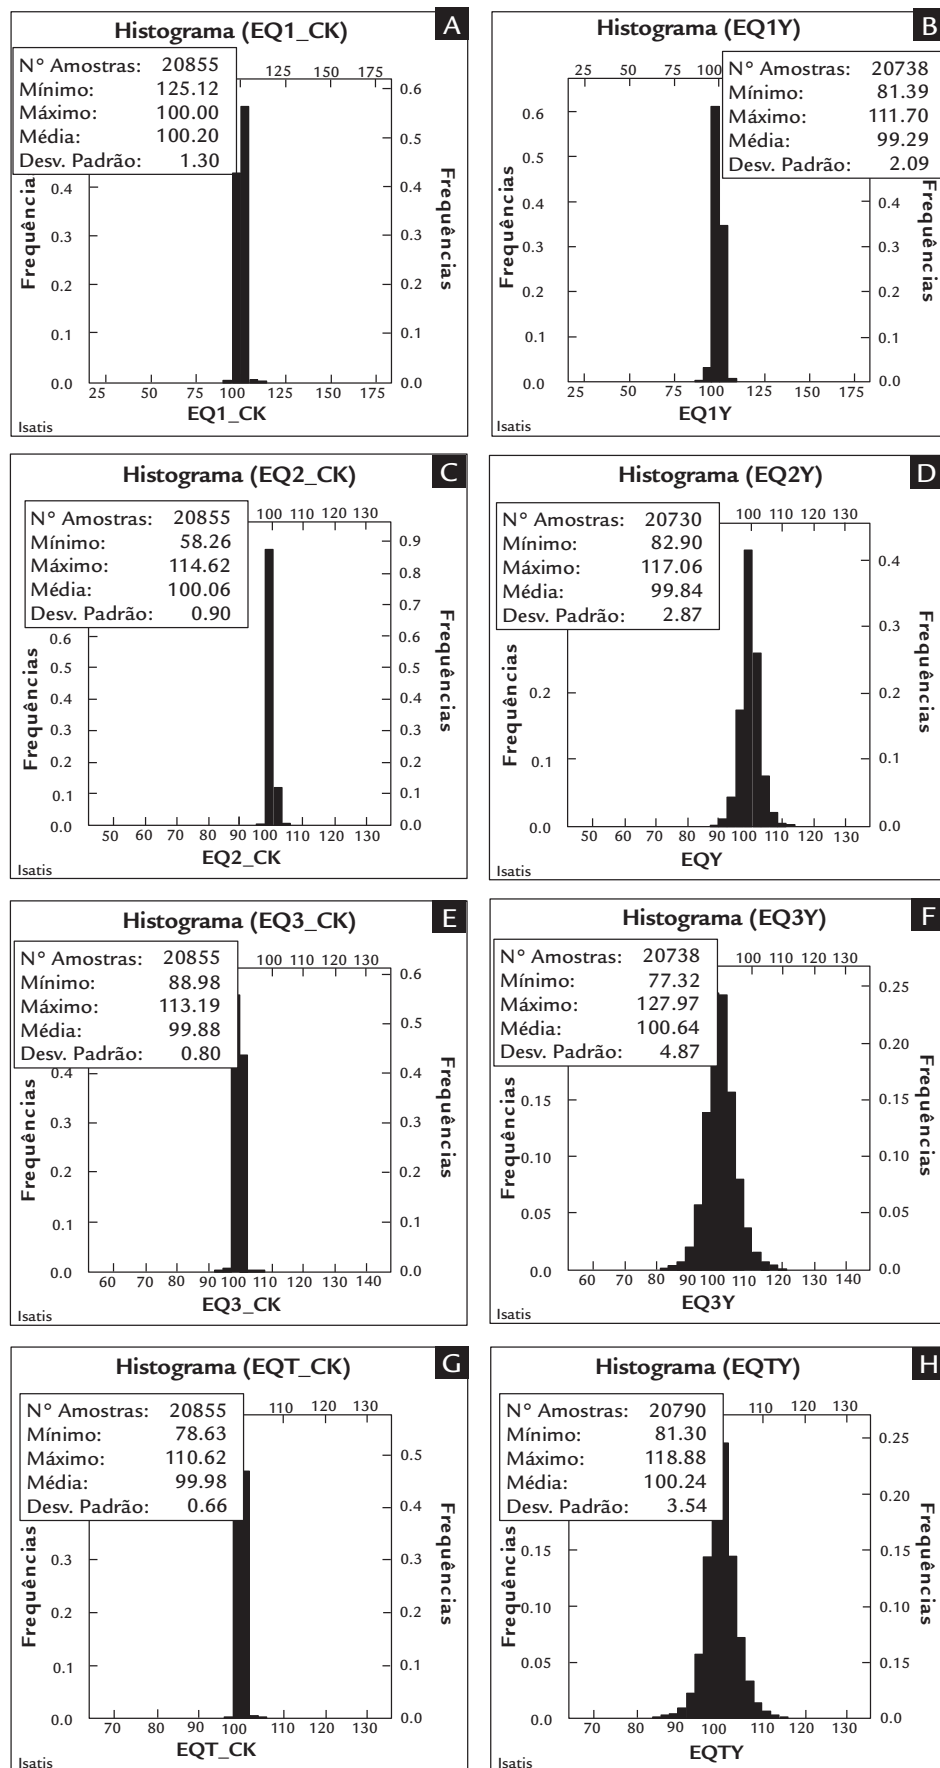 Histograma (EQ1_CK)
A
N° Amostras: 20855
Mínimo: 125.12
Máximo: 100.00
Média: 100.20
Desv. Padrão: 1.30
125 150 175
0.6
0.5
0.4
0.3
0.2
0.1
0.0
Frequências
0.4
0.3
0.2
0.1
0.0
Frequências
25 50 75 100 125 150 175
EQ1_CK
Isatis
Histograma (EQ1Y)
B
25 50 75 100
N° Amostras: 20738
Mínimo: 81.39
Máximo: 111.70
Média: 99.29
Desv. Padrão: 2.09
0.6
0.5
0.4
0.3
0.2
0.1
0.0
Frequências
0.4
0.3
0.2
0.1
0.0
Frequências
25 50 75 100 125 150 175
EQ1Y
Isatis
Histograma (EQ2_CK)
C
100 110 120 130
N° Amostras: 20855
Mínimo: 58.26
Máximo: 114.62
Média: 100.06
Desv. Padrão: 0.90
0.6
0.5
0.4
0.3
0.2
0.1
0.0
Frequências
0.9
0.8
0.7
0.6
0.5
0.4
0.3
0.2
0.1
0.0
Frequências
50 60 70 80 90 100 110 120 130
EQ2_CK
Isatis
Histograma (EQ2Y)
D
100 110 120 130
N° Amostras: 20730
Mínimo: 82.90
Máximo: 117.06
Média: 99.84
Desv. Padrão: 2.87
0.2
0.1
0.0
Frequências
0.4
0.3
0.2
0.1
0.0
Frequências
50 60 70 80 90 100 110 120 130
EQY
Isatis
Histograma (EQ3_CK)
E
100 110 120 130
N° Amostras: 20855
Mínimo: 88.98
Máximo: 113.19
Média: 99.88
Desv. Padrão: 0.80
0.4
0.3
0.2
0.1
0.0
Frequências
0.6
0.5
0.4
0.3
0.2
0.1
0.0
Frequências
60 70 80 90 100 110 120 130 140
EQ3_CK
Isatis
Histograma (EQ3Y)
F
100 110 120 130
N° Amostras: 20738
Mínimo: 77.32
Máximo: 127.97
Média: 100.64
Desv. Padrão: 4.87
0.15
0.10
0.05
0.0
Frequências
0.25
0.20
0.15
0.10
0.05
0.0
Frequências
60 70 80 90 100 110 120 130 140
EQ3Y
Isatis
Histograma (EQT_CK)
G
110 120 130
N° Amostras: 20855
Mínimo: 78.63
Máximo: 110.62
Média: 99.98
Desv. Padrão: 0.66
0.3
0.2
0.1
0.0
Frequências
0.5
0.4
0.3
0.2
0.1
0.0
Frequências
70 80 90 100 110 120 130
EQT_CK
Isatis
Histograma (EQTY)
H
110 120 130
N° Amostras: 20790
Mínimo: 81.30
Máximo: 118.88
Média: 100.24
Desv. Padrão: 3.54
0.15
0.10
0.05
0.0
Frequências
0.25
0.20
0.15
0.10
0.15
0.0
Frequências
70 80 90 100 110 120 130
EQTY
Isatis